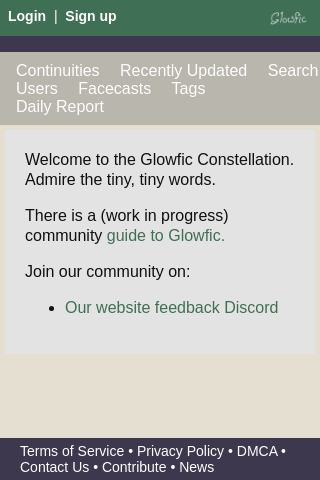 Login | Sign up Glowfic
Continuities Recently Updated Search
Users Facecasts Tags
Daily Report
Welcome to the Glowfic Constellation.
Admire the tiny, tiny words.
There is a (work in progress)
community guide to Glowfic.
Join our community on:
• Our website feedback Discord
Terms of Service • Privacy Policy • DMCA •
Contact Us • Contribute • News